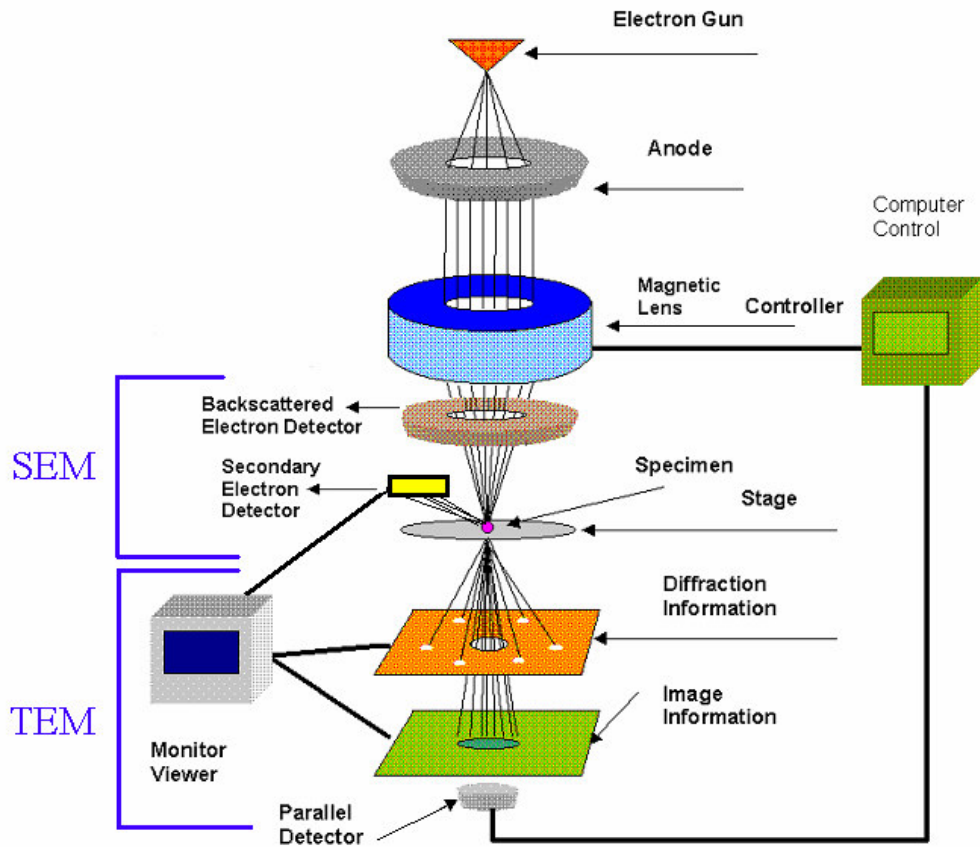 Electron Gun
Anode
Computer
Control
Magnetic
Lens
Controller
Backscattered
Electron Detector
SEM
Secondary
Electron
Detector
Specimen
Stage
Diffraction
Information
TEM
Image
Information
Monitor
Viewer
Parallel
Detector